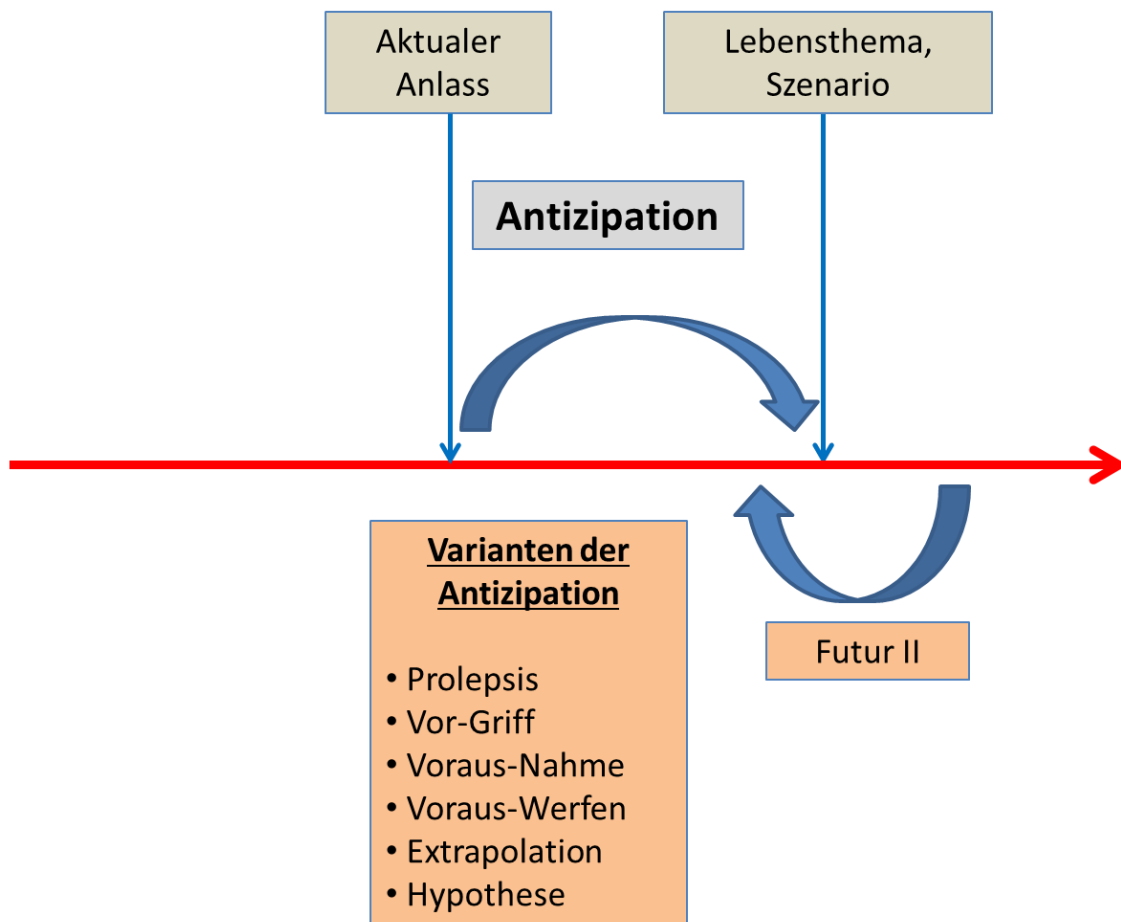 Aktualer
Anlass
Lebensthema,
Szenario
Antizipation
Varianten der
Antizipation
• Prolepsis
• Vor-Griff
• Voraus-Nahme
• Voraus-Werfen
• Extrapolation
• Hypothese
Futur II